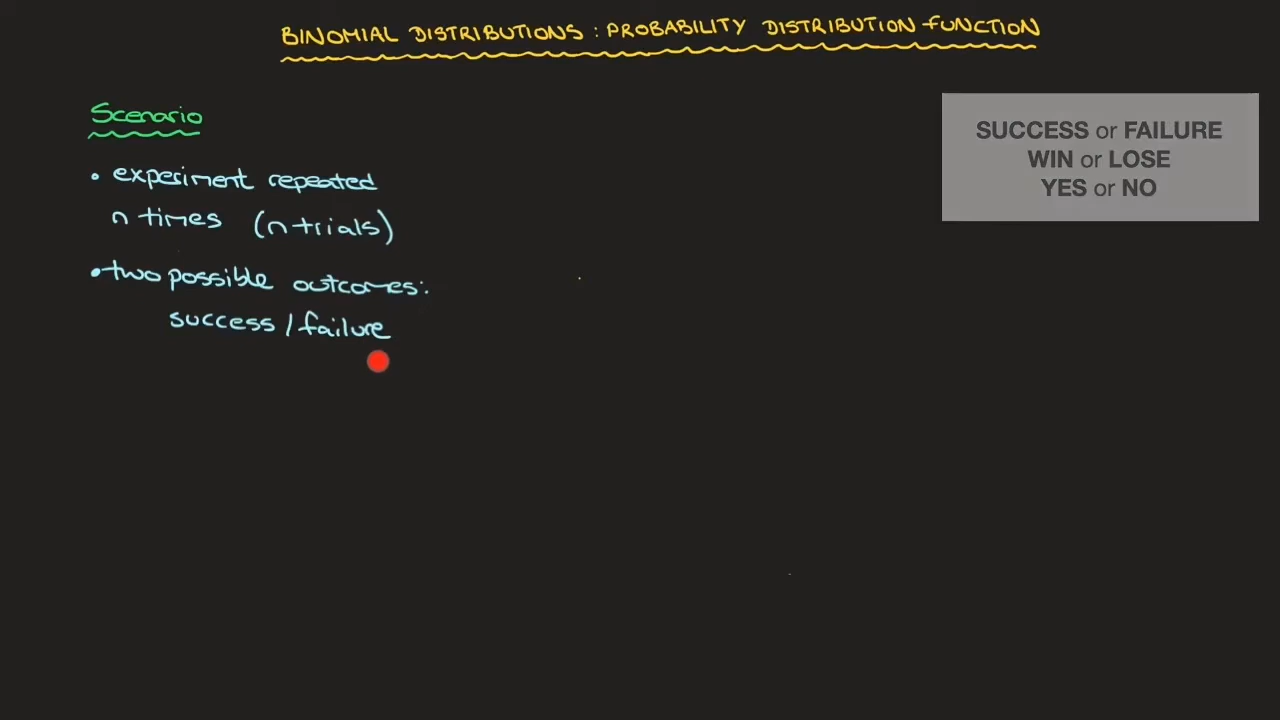 BINOMIAL DISTRIBUTIONS : PROBABILITY DISTRIBUTION FUNCTION
Scenario
• experiment repeated
n times (n trials)
• two possible outcomes:
success / failure
SUCCESS or FAILURE
WIN or LOSE
YES or NO